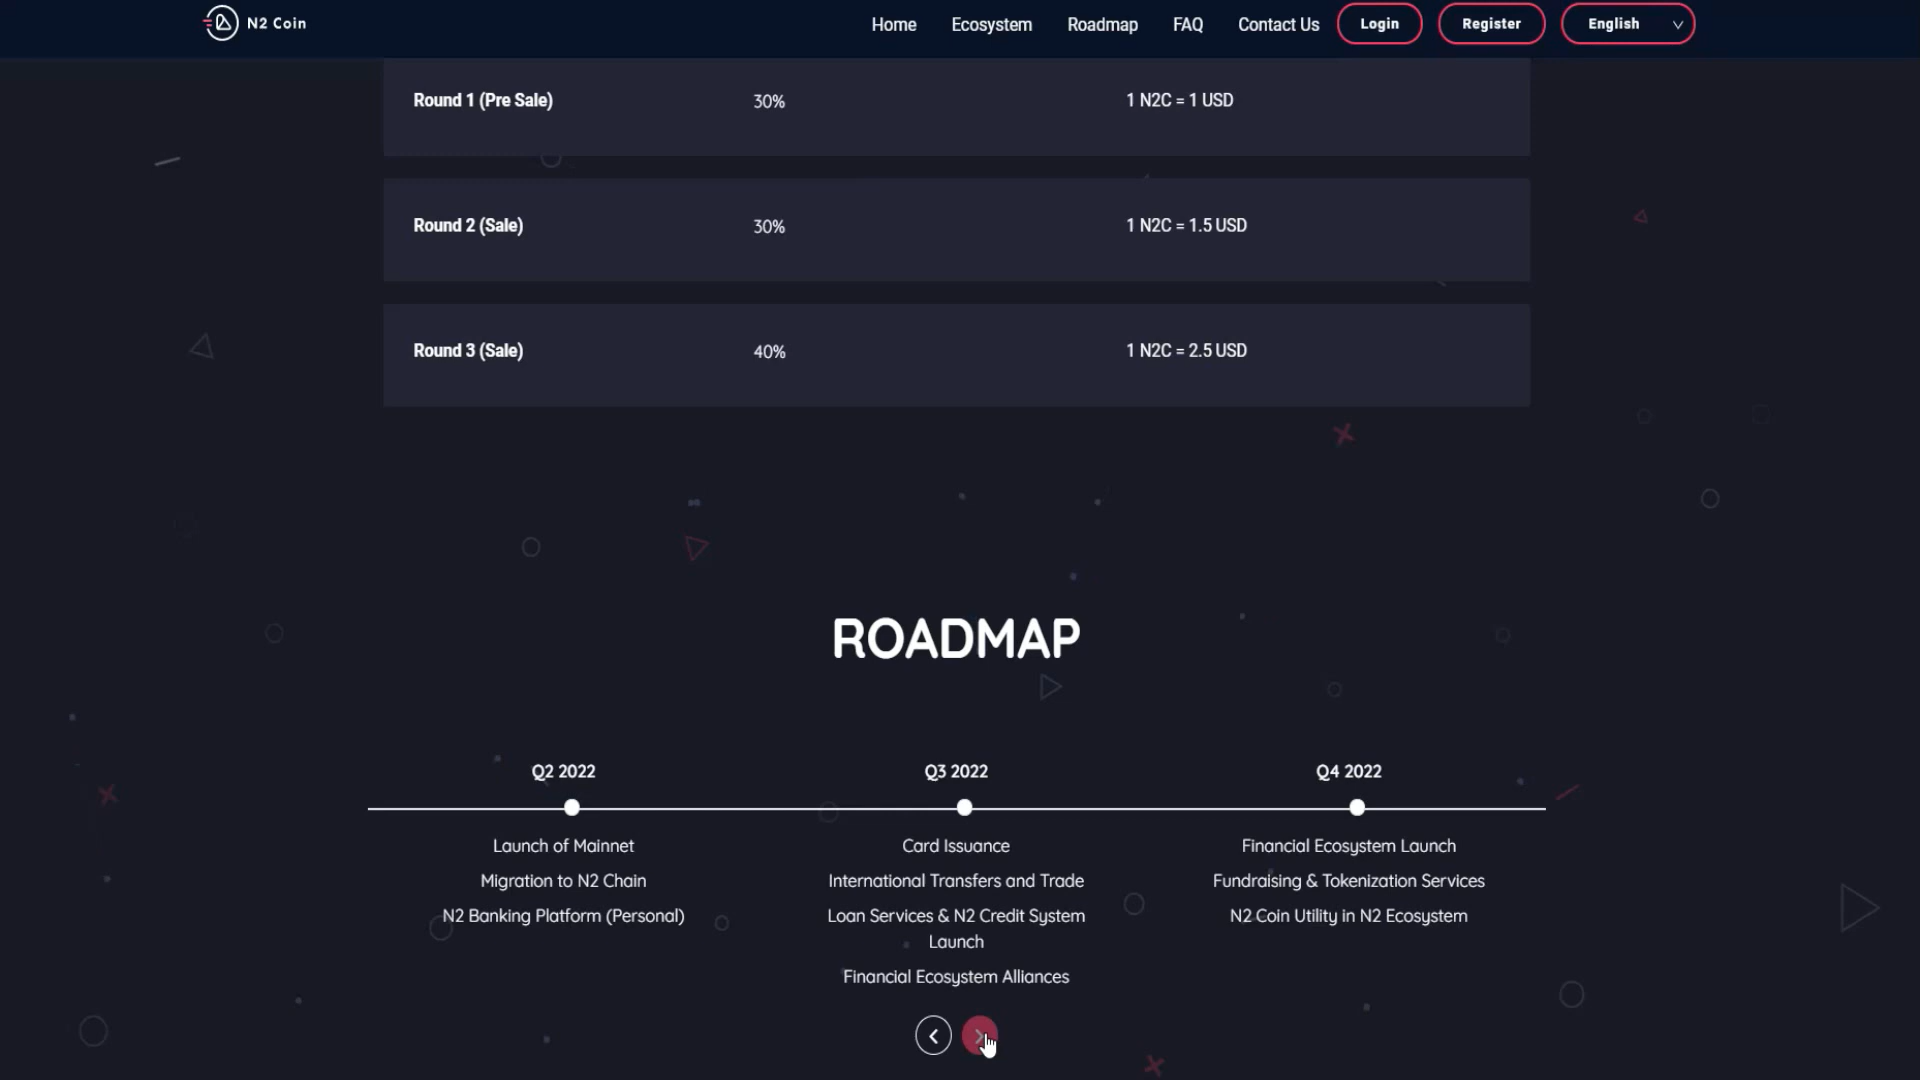 N2 Coin
Home Ecosystem Roadmap FAQ Contact Us Login Register English
Round 1 (Pre Sale) 30% 1 N2C = 1 USD
Round 2 (Sale) 30% 1 N2C = 1.5 USD
Round 3 (Sale) 40% 1 N2C = 2.5 USD
ROADMAP
Q2 2022
Launch of Mainnet
Migration to N2 Chain
N2 Banking Platform (Personal)
Q3 2022
Card Issuance
International Transfers and Trade
Loan Services & N2 Credit System
Launch
Financial Ecosystem Alliances
Q4 2022
Financial Ecosystem Launch
Fundraising & Tokenization Services
N2 Coin Utility in N2 Ecosystem